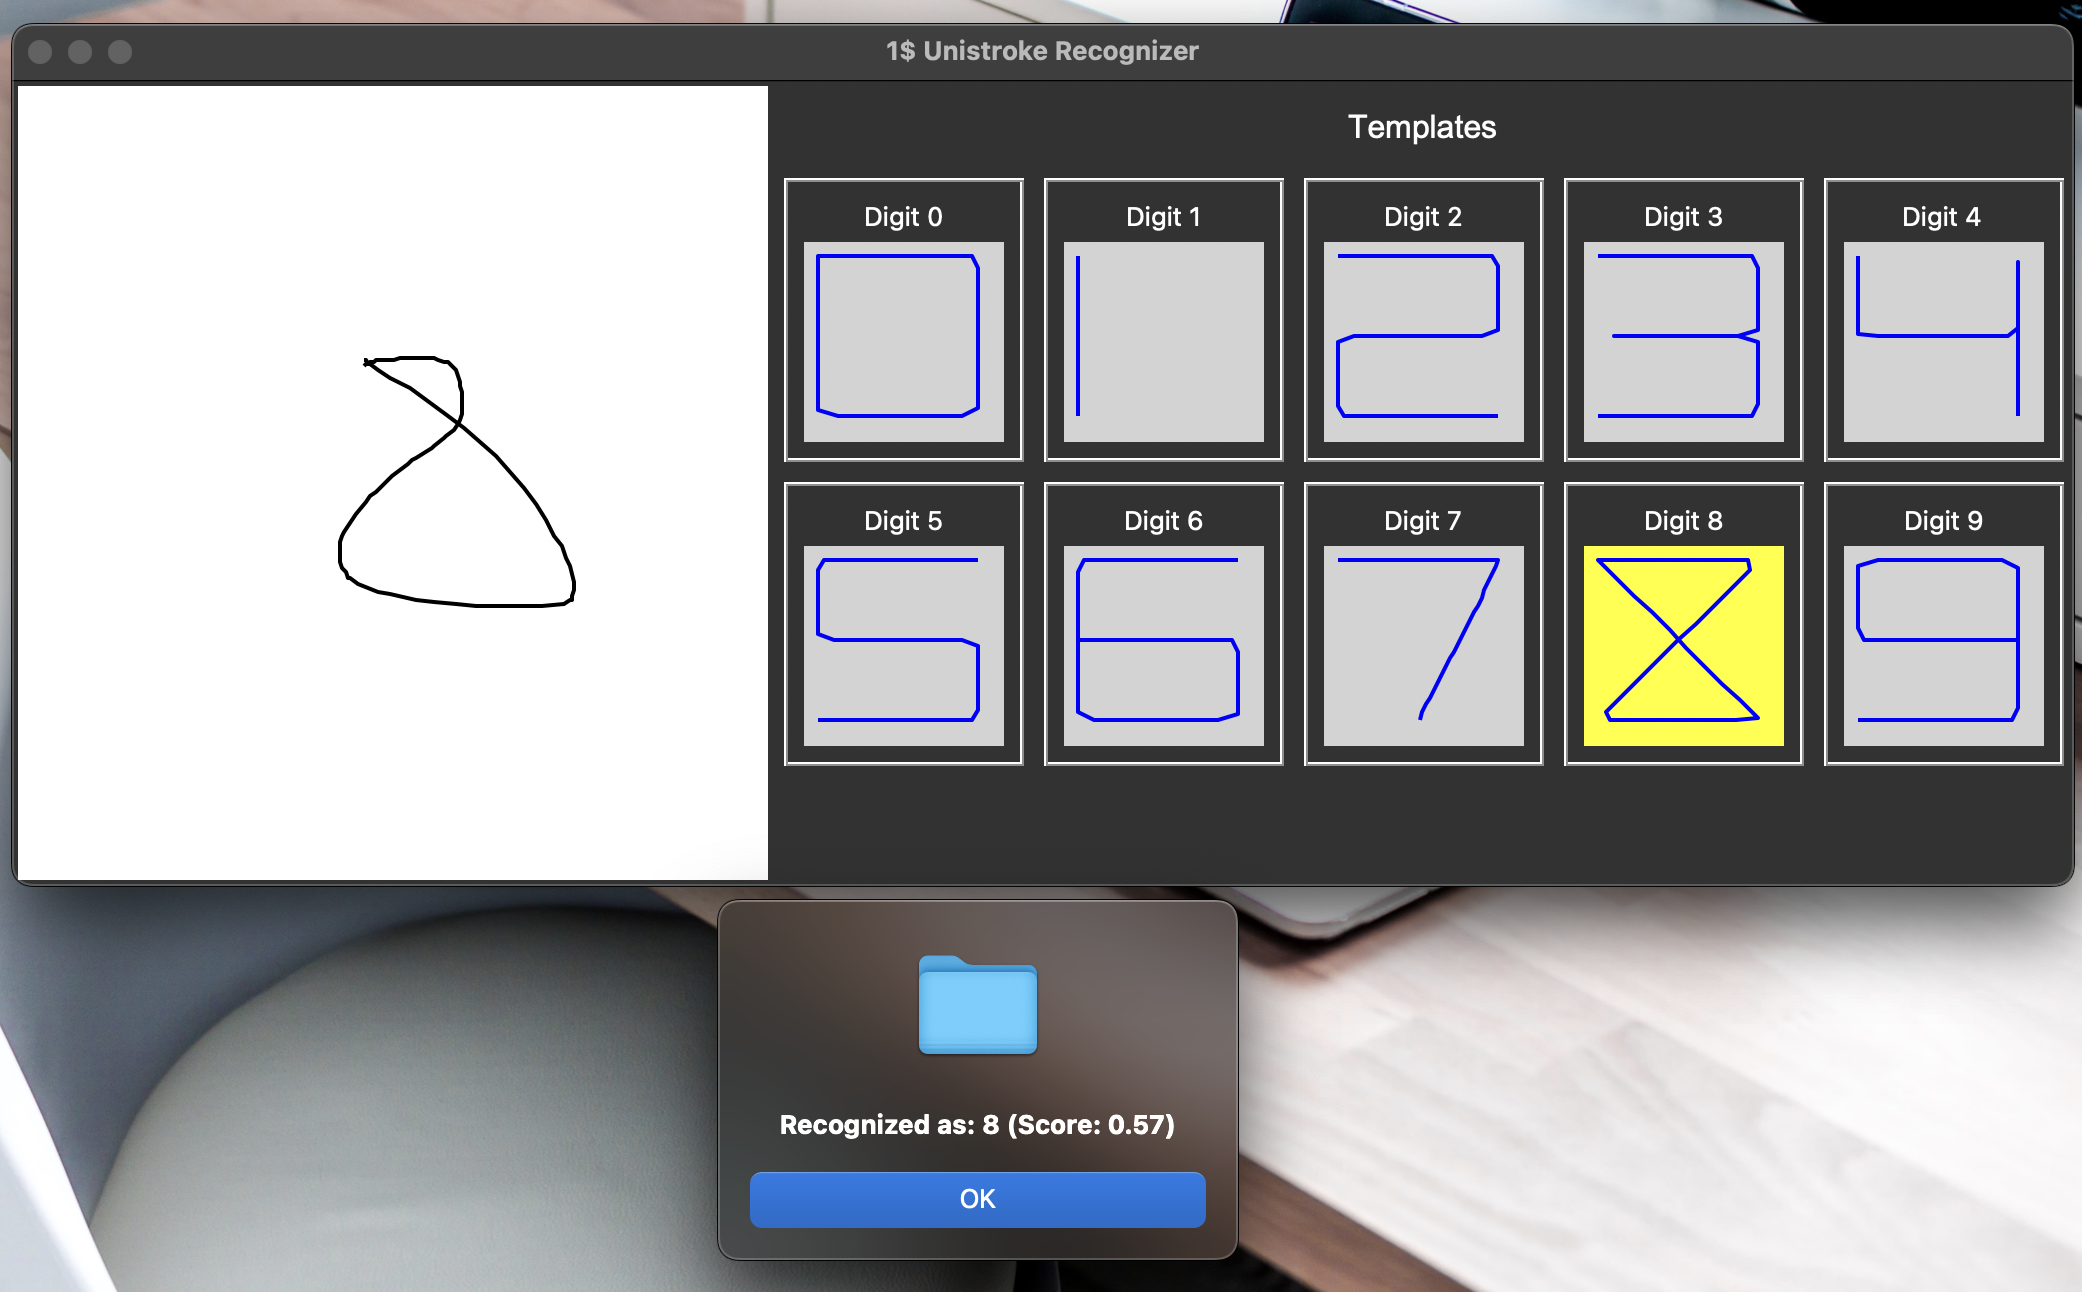 1$ Unistroke Recognizer
Templates
Digit 0
Digit 1
Digit 2
Digit 3
Digit 4
Digit 5
Digit 6
Digit 7
Digit 8
Digit 9
8
Recognized as: 8 (Score: 0.57)
OK